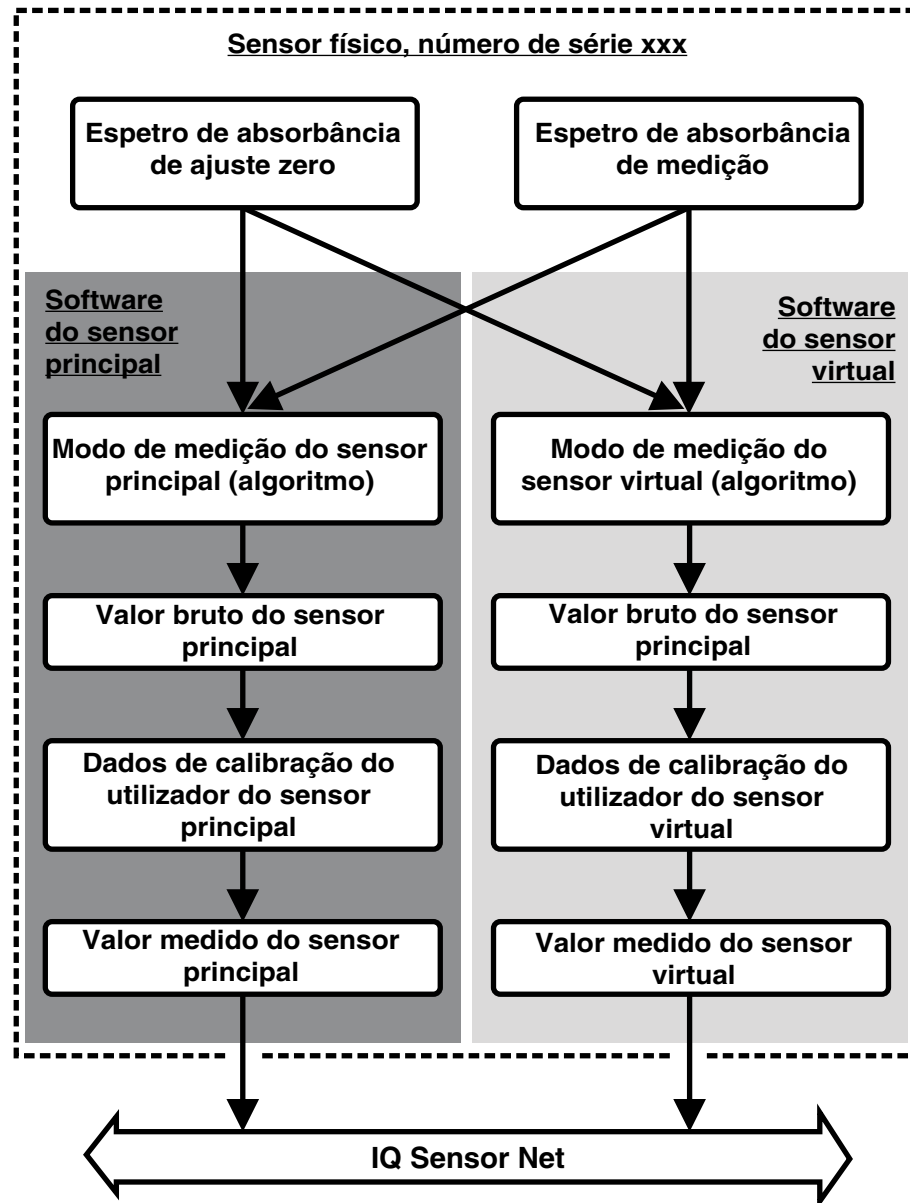 Sensor físico, número de série xxx
Espetro de absorbância
de ajuste zero
Espetro de absorbância
de medição
Software
do sensor
principal
Software
do sensor
virtual
Modo de medição do sensor
principal (algoritmo)
Modo de medição do
sensor virtual (algoritmo)
Valor bruto do sensor
principal
Valor bruto do sensor
principal
Dados de calibração do
utilizador do sensor
principal
Dados de calibração do
utilizador do sensor
virtual
Valor medido do sensor
principal
Valor medido do sensor
virtual
IQ Sensor Net